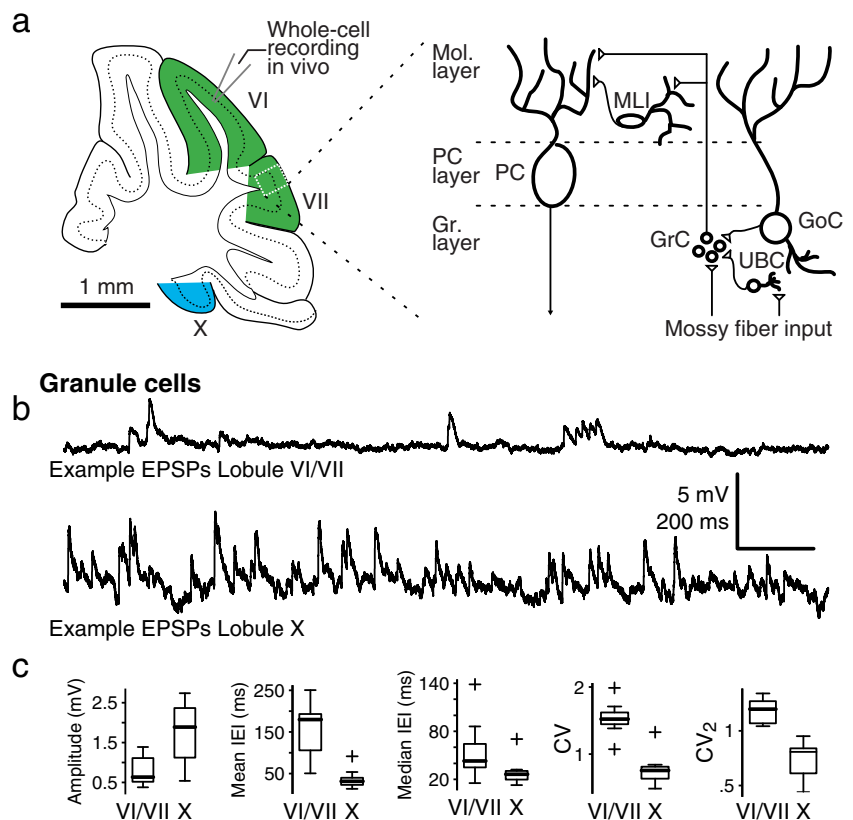 a
Whole-cell
recording
in vivo
VI
VII
X
1 mm
Mol.
layer
PC
layer
Gr.
layer
MLI
PC
GrC
GoC
UBC
Mossy fiber input
Granule cells
b
Example EPSPs Lobule VI/VII
5 mV
200 ms
Example EPSPs Lobule X
c
Amplitude (mV)
2.5
1.5
0.5
VI/VII X
Mean IEI (ms)
250
150
50
VI/VII X
Median IEI (ms)
140
80
20
VI/VII X
CV
2
1
VI/VII X
CV2
1
.5
VI/VII X